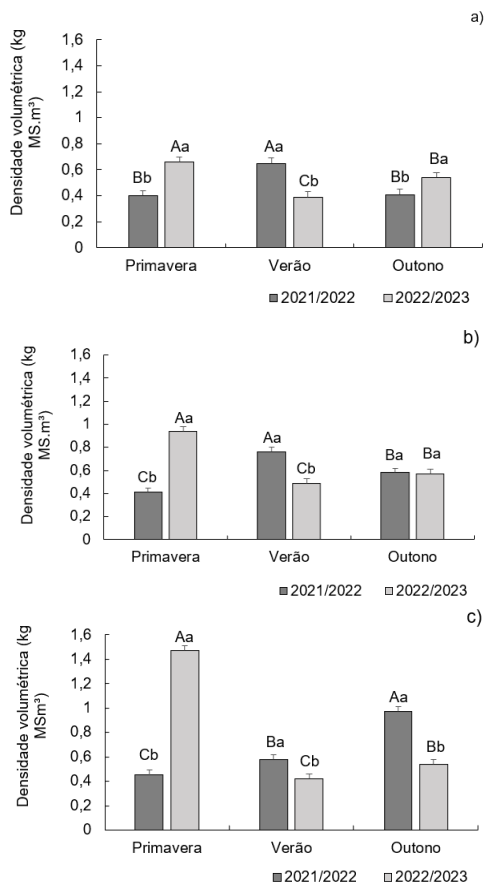 a)
Densidade volumétrica (kg
MS.m³)
1,6
1,4
1,2
1
0,8
0,6
0,4
0,2
0
Bb
Aa
Aa
Cb
Bb
Ba
Primavera
Verão
Outono
2021/2022
2022/2023
b)
Densidade volumétrica (kg
MS.m³)
1,6
1,4
1,2
1
0,8
0,6
0,4
0,2
0
Cb
Aa
Aa
Cb
Ba
Ba
Primavera
Verão
Outono
2021/2022
2022/2023
c)
Densidade volumétrica (kg
MSm³)
1,6
1,4
1,2
1
0,8
0,6
0,4
0,2
0
Cb
Aa
Ba
Cb
Aa
Bb
Primavera
Verão
Outono
2021/2022
2022/2023